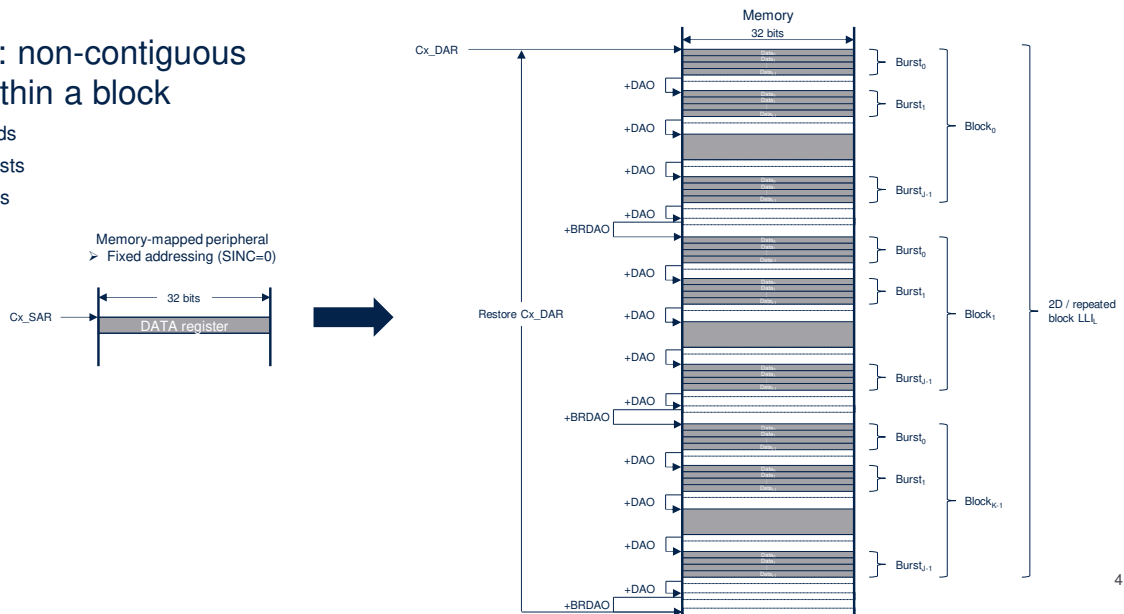 : non-contiguous
thin a block
ds
sts
s
Memory-mapped peripheral
➢ Fixed addressing (SINC=0)
32 bits
Cx_SAR
DATA register
Memory
32 bits
Cx_DAR
Restore Cx_DAR
+DAO
+DAO
+DAO
+DAO
+BRDAO
+DAO
+DAO
+DAO
+DAO
+BRDAO
+DAO
+DAO
+DAO
+DAO
+BRDAO
Burst0
Burst1
BurstJ-1
Block0
Burst0
Burst1
BurstJ-1
Block1
Burst0
Burst1
BurstJ-1
BlockK-1
2D / repeated
block LLIL
4